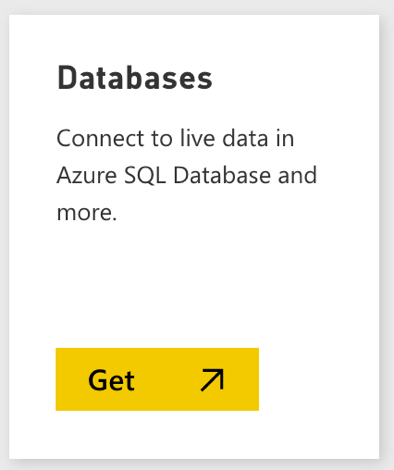 Databases
Connect to live data in
Azure SQL Database and
more.
Get